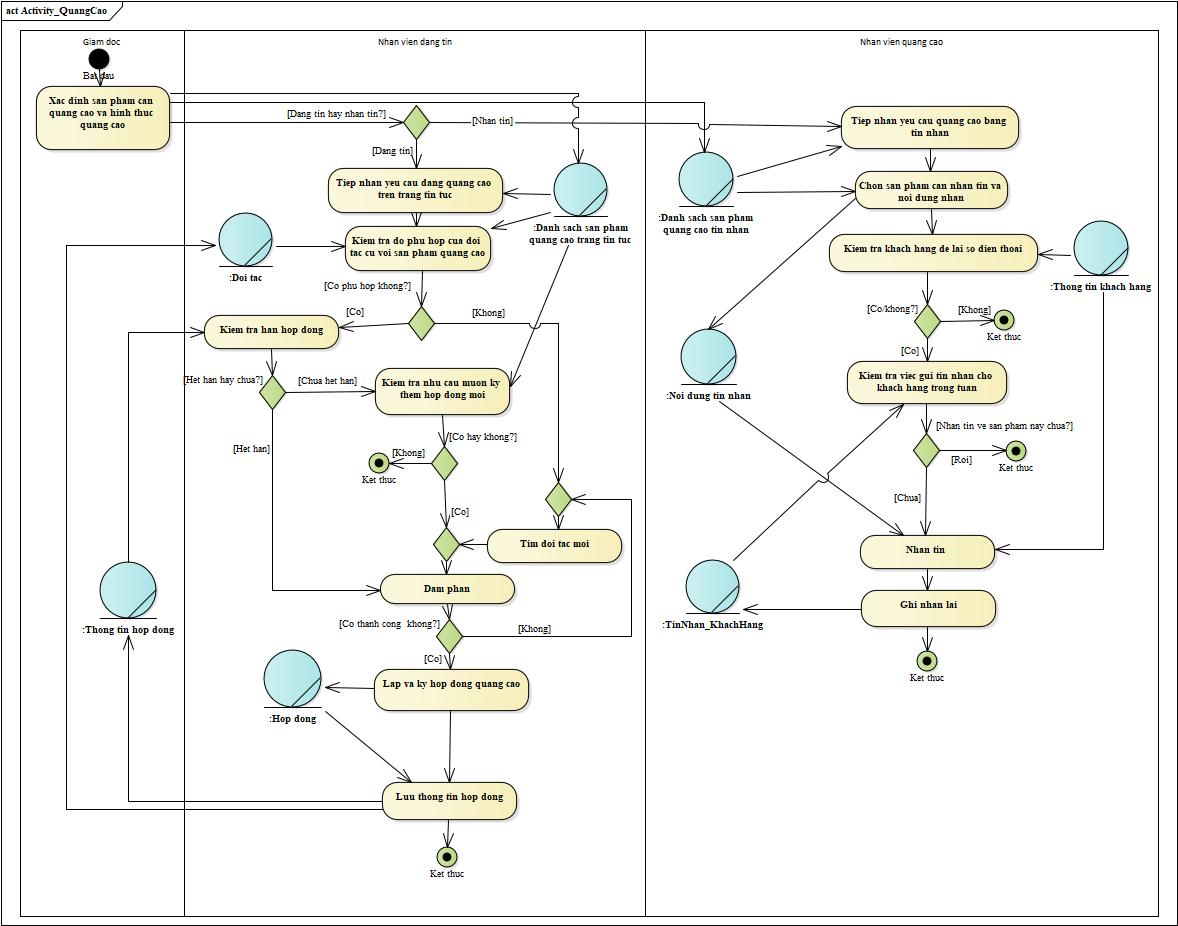 act Activity_QuangCao
Giam doc
Nhan vien dang tin
Nhan vien quang cao
Bat dau
Xac dinh san pham can
quang cao va hinh thuc
quang cao
[Dang tin hay nhan tin?]
[Nhan tin]
[Dang tin]
Tiep nhan yeu cau quang cao bang
tin nhan
Tiep nhan yeu cau dang quang cao
tren trang tin tuc
Chon san pham can nhan tin va
noi dung nhan
:Danh sach san pham
quang cao tin nhan
:Danh sach san pham
quang cao trang tin tuc
Kiem tra do phu hop cua doi
tac cu voi san pham quang cao
:Doi tac
Kiem tra khach hang de lai so dien thoai
:Thong tin khach hang
[Co phu hop khong?]
[Co]
[Khong]
[Co/khong?]
[Khong]
Ket thuc
[Co]
Kiem tra han hop dong
[Het han hay chua?]
[Chua het han]
Kiem tra nhu cau muon ky
them hop dong moi
Kiem tra viec gui tin nhan cho
khach hang trong tuan
:Noi dung tin nhan
[Nhan tin ve san pham nay chua?]
[Roi]
Ket thuc
[Chua]
[Het han]
[Co hay khong?]
[Khong]
Ket thuc
[Co]
Tim doi tac moi
Nhan tin
Dam phan
Ghi nhan lai
:Thong tin hop dong
:TinNhan_KhachHang
[Co thanh cong  khong?]
[Khong]
[Co]
Ket thuc
Lap va ky hop dong quang cao
:Hop dong
Luu thong tin hop dong
Ket thuc